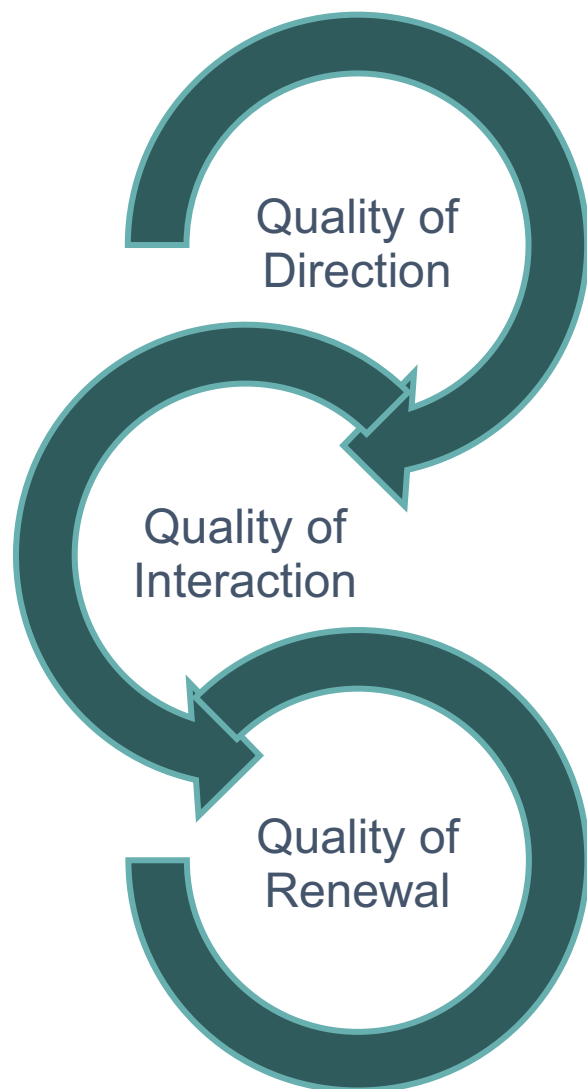 Quality of
Direction
Quality of
Interaction
Quality of
Renewal